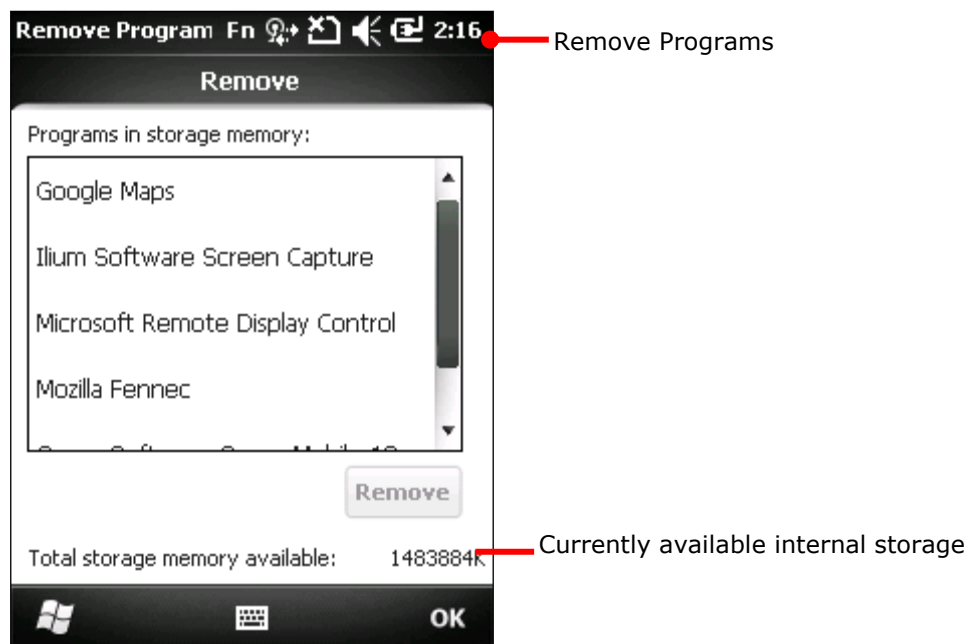 Remove Program Fn 2:16
Remove Programs
Remove
Programs in storage memory:
Google Maps
Ilium Software Screen Capture
Microsoft Remote Display Control
Mozilla Fennec
Remove
Total storage memory available: 1483884K
Currently available internal storage
OK